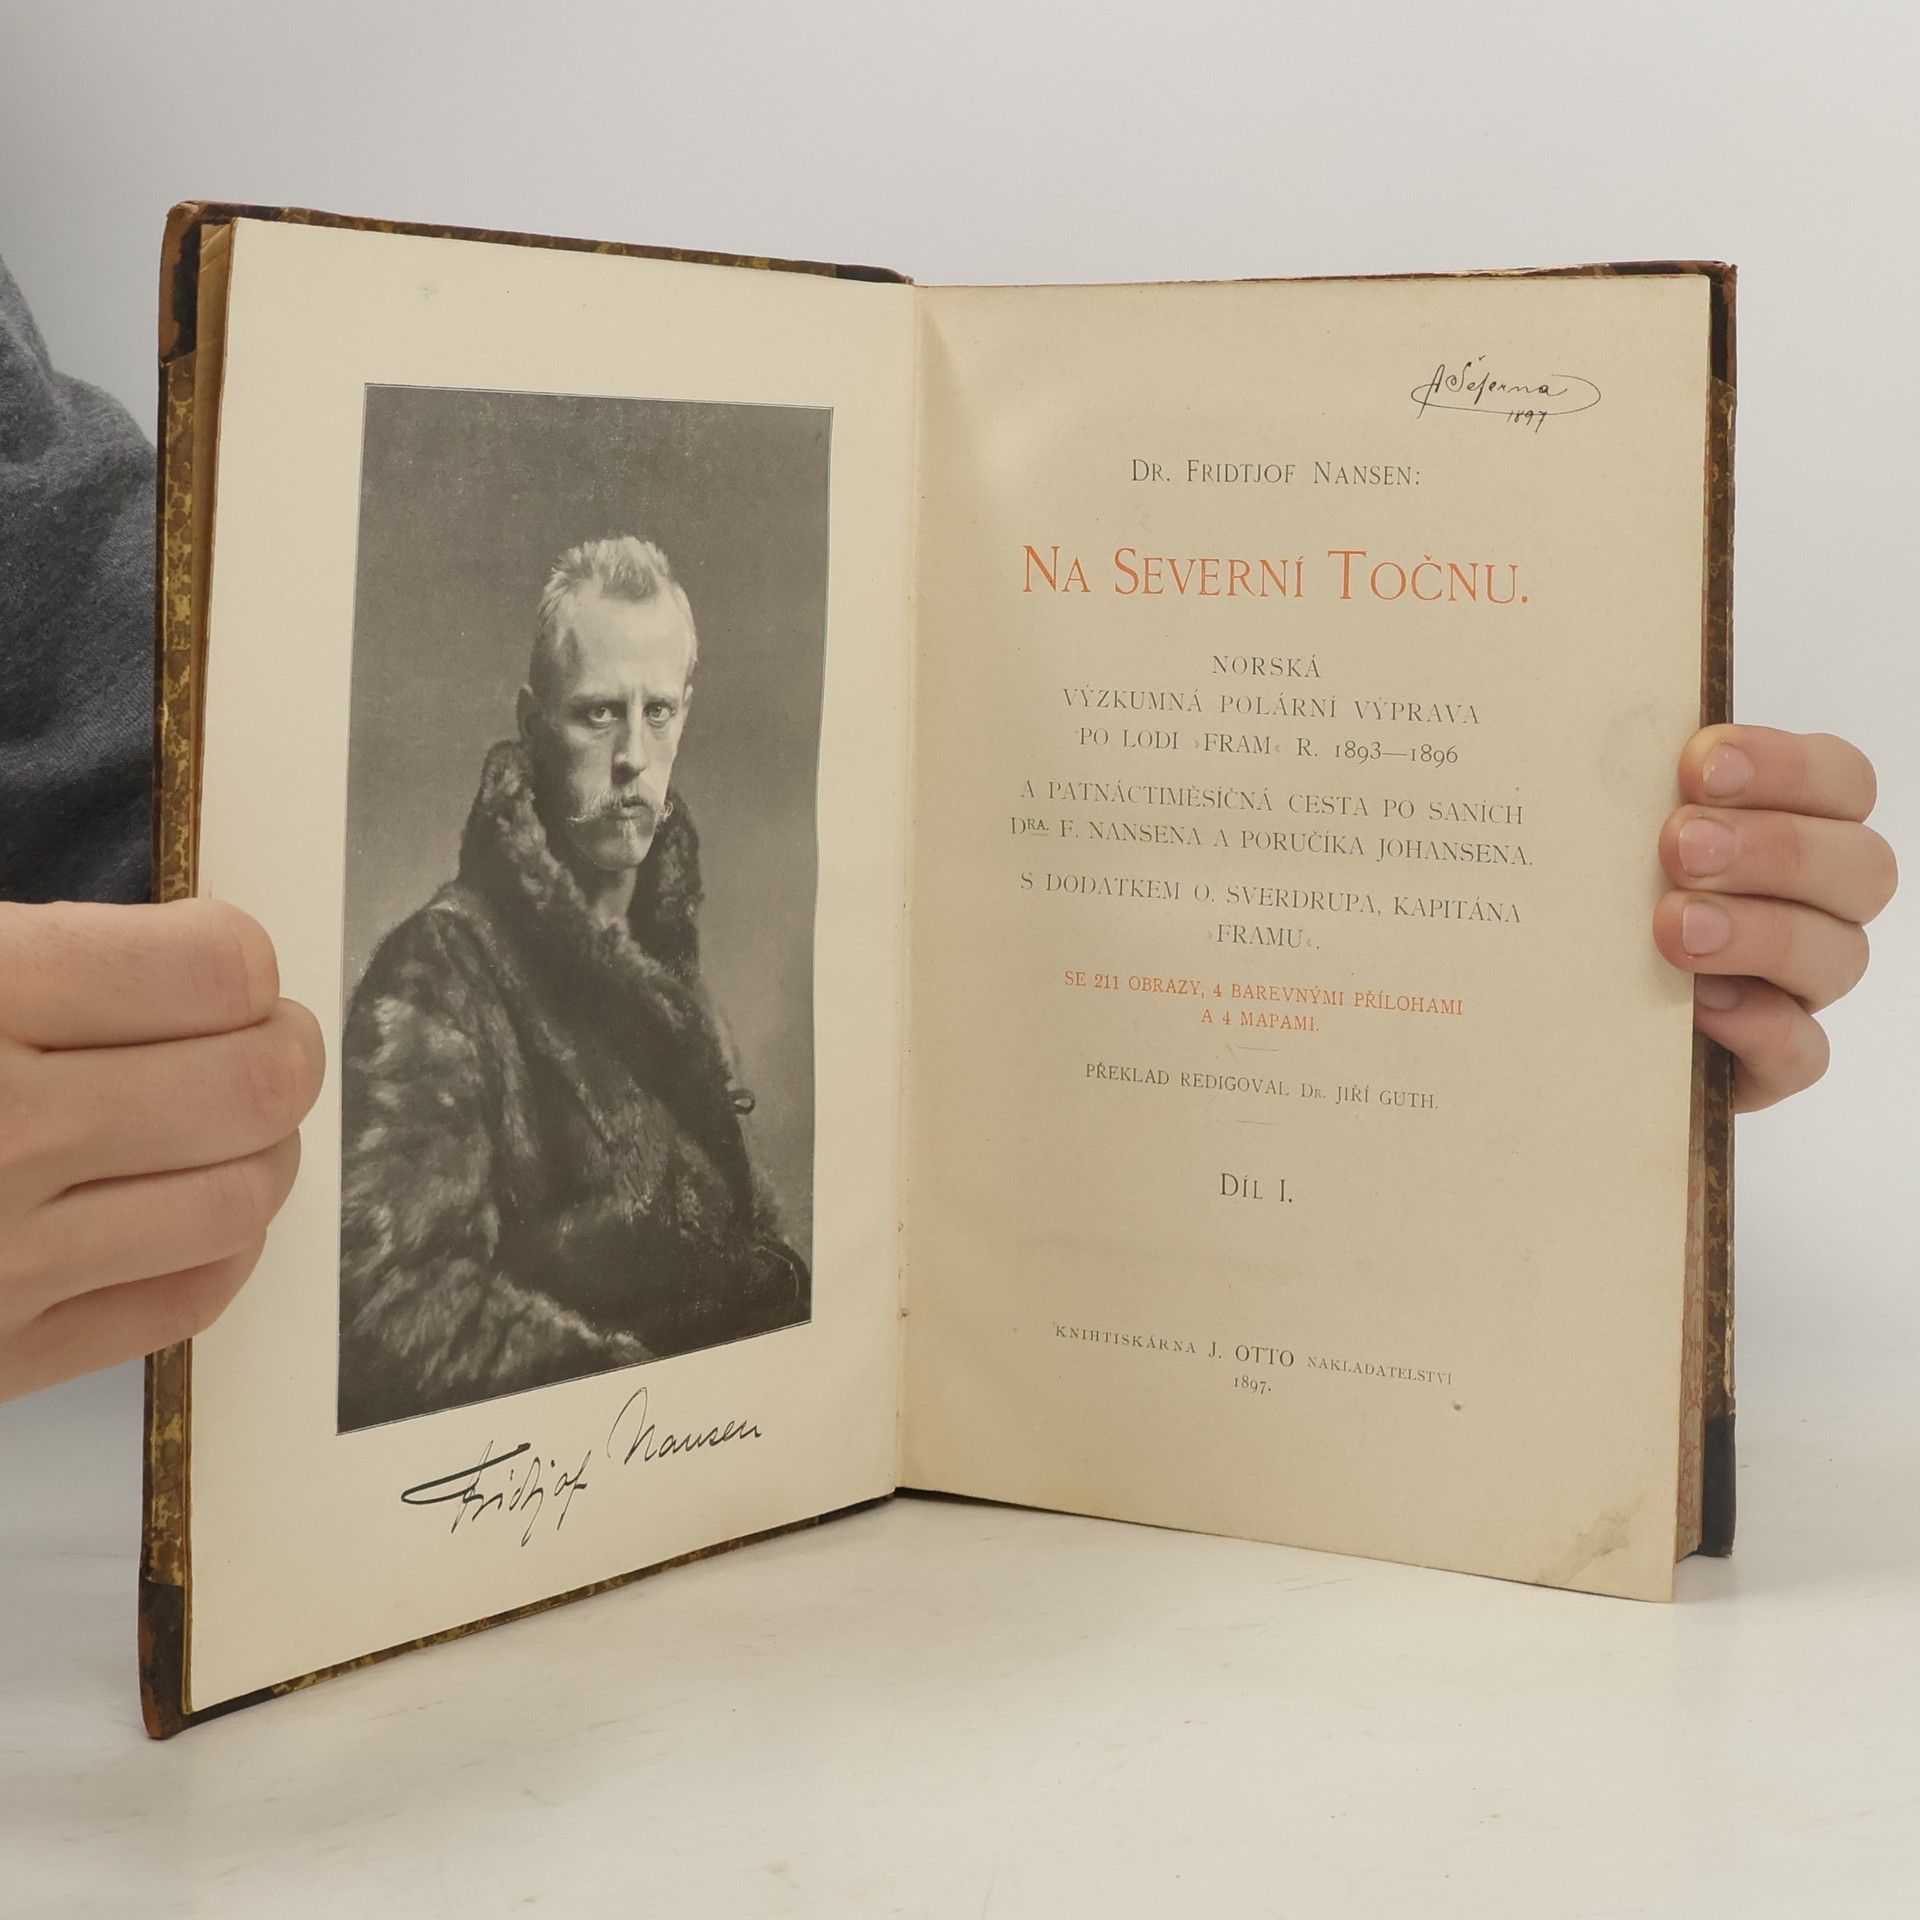 Fridtjof Nansen
A Šeferna
1897
Dr. Fridtjof Nansen:
Na Severní Točnu.
NORSKÁ
VÝZKUMNÁ POLÁRNÍ VÝPRAVA
PO LODI »FRAM« R. 1893—1896
A PATNÁCTIMĚSÍČNÁ CESTA PO SANÍCH
DRA. F. NANSENA A PORUČÍKA JOHANSENA.
S DODATKEM O. SVERDRUPA, KAPITÁNA
»FRAMU«.
SE 211 OBRAZY, 4 BAREVNÝMI PŘÍLOHAMI
A 4 MAPAMI.
PŘEKLAD REDIGOVAL Dr. JIŘÍ GUTH.
Díl I.
KNIHTISKÁRNA J. OTTO NAKLADATELSTVÍ
1897.